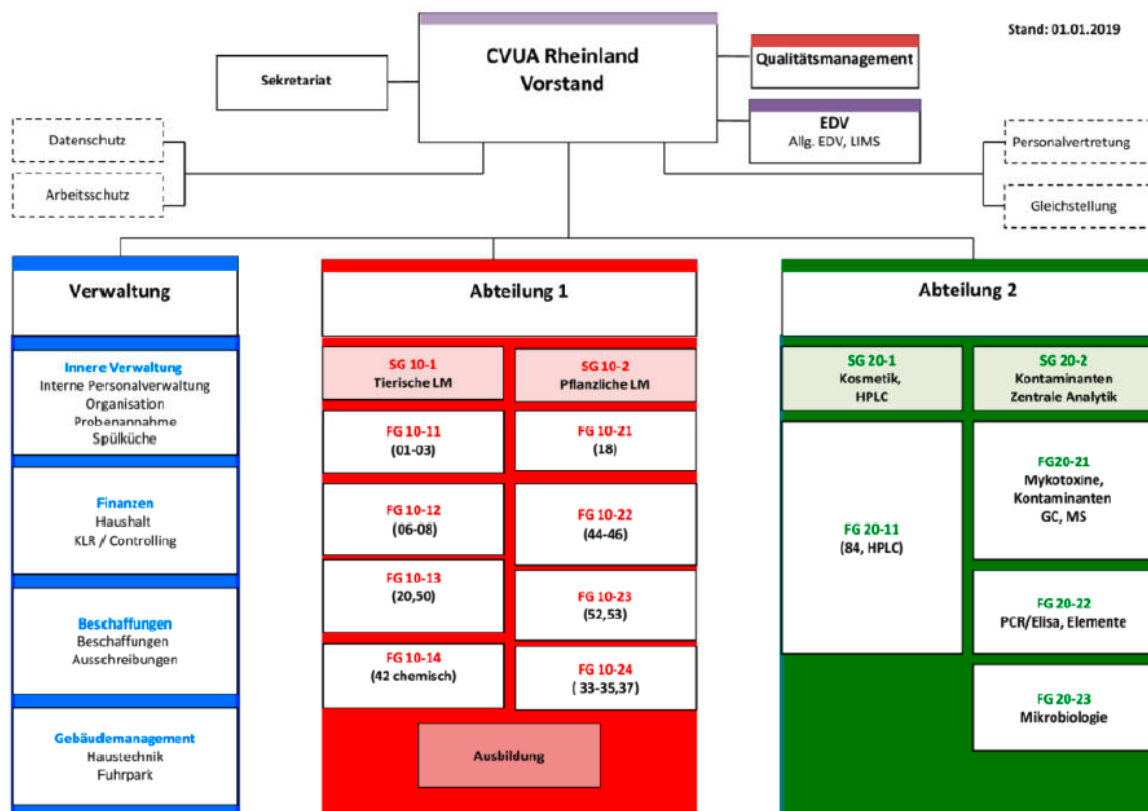 Stand: 01.01.2019
CVUA Rheinland
Vorstand
Sekretariat
Qualitätsmanagement
EDV
Allg. EDV, LIMS
Datenschutz
Arbeitsschutz
Personalvertretung
Gleichstellung
Verwaltung
Innere Verwaltung
Interne Personalverwaltung
Organisation
Probenannahme
Spülküche
Finanzen
Haushalt
KLR / Controlling
Beschaffungen
Beschaffungen
Ausschreibungen
Gebäudemanagement
Haustechnik
Fuhrpark
Abteilung 1
SG 10-1
Tierische LM
FG 10-11
(01-03)
FG 10-12
(06-08)
FG 10-13
(20,50)
FG 10-14
(42 chemisch)
SG 10-2
Pflanzliche LM
FG 10-21
(18)
FG 10-22
(44-46)
FG 10-23
(52,53)
FG 10-24
( 33-35,37)
Ausbildung
Abteilung 2
SG 20-1
Kosmetik,
HPLC
FG 20-11
(84, HPLC)
SG 20-2
Kontaminanten
Zentrale Analytik
FG20-21
Mykotoxine,
Kontaminanten
GC, MS
FG 20-22
PCR/Elisa, Elemente
FG 20-23
Mikrobiologie